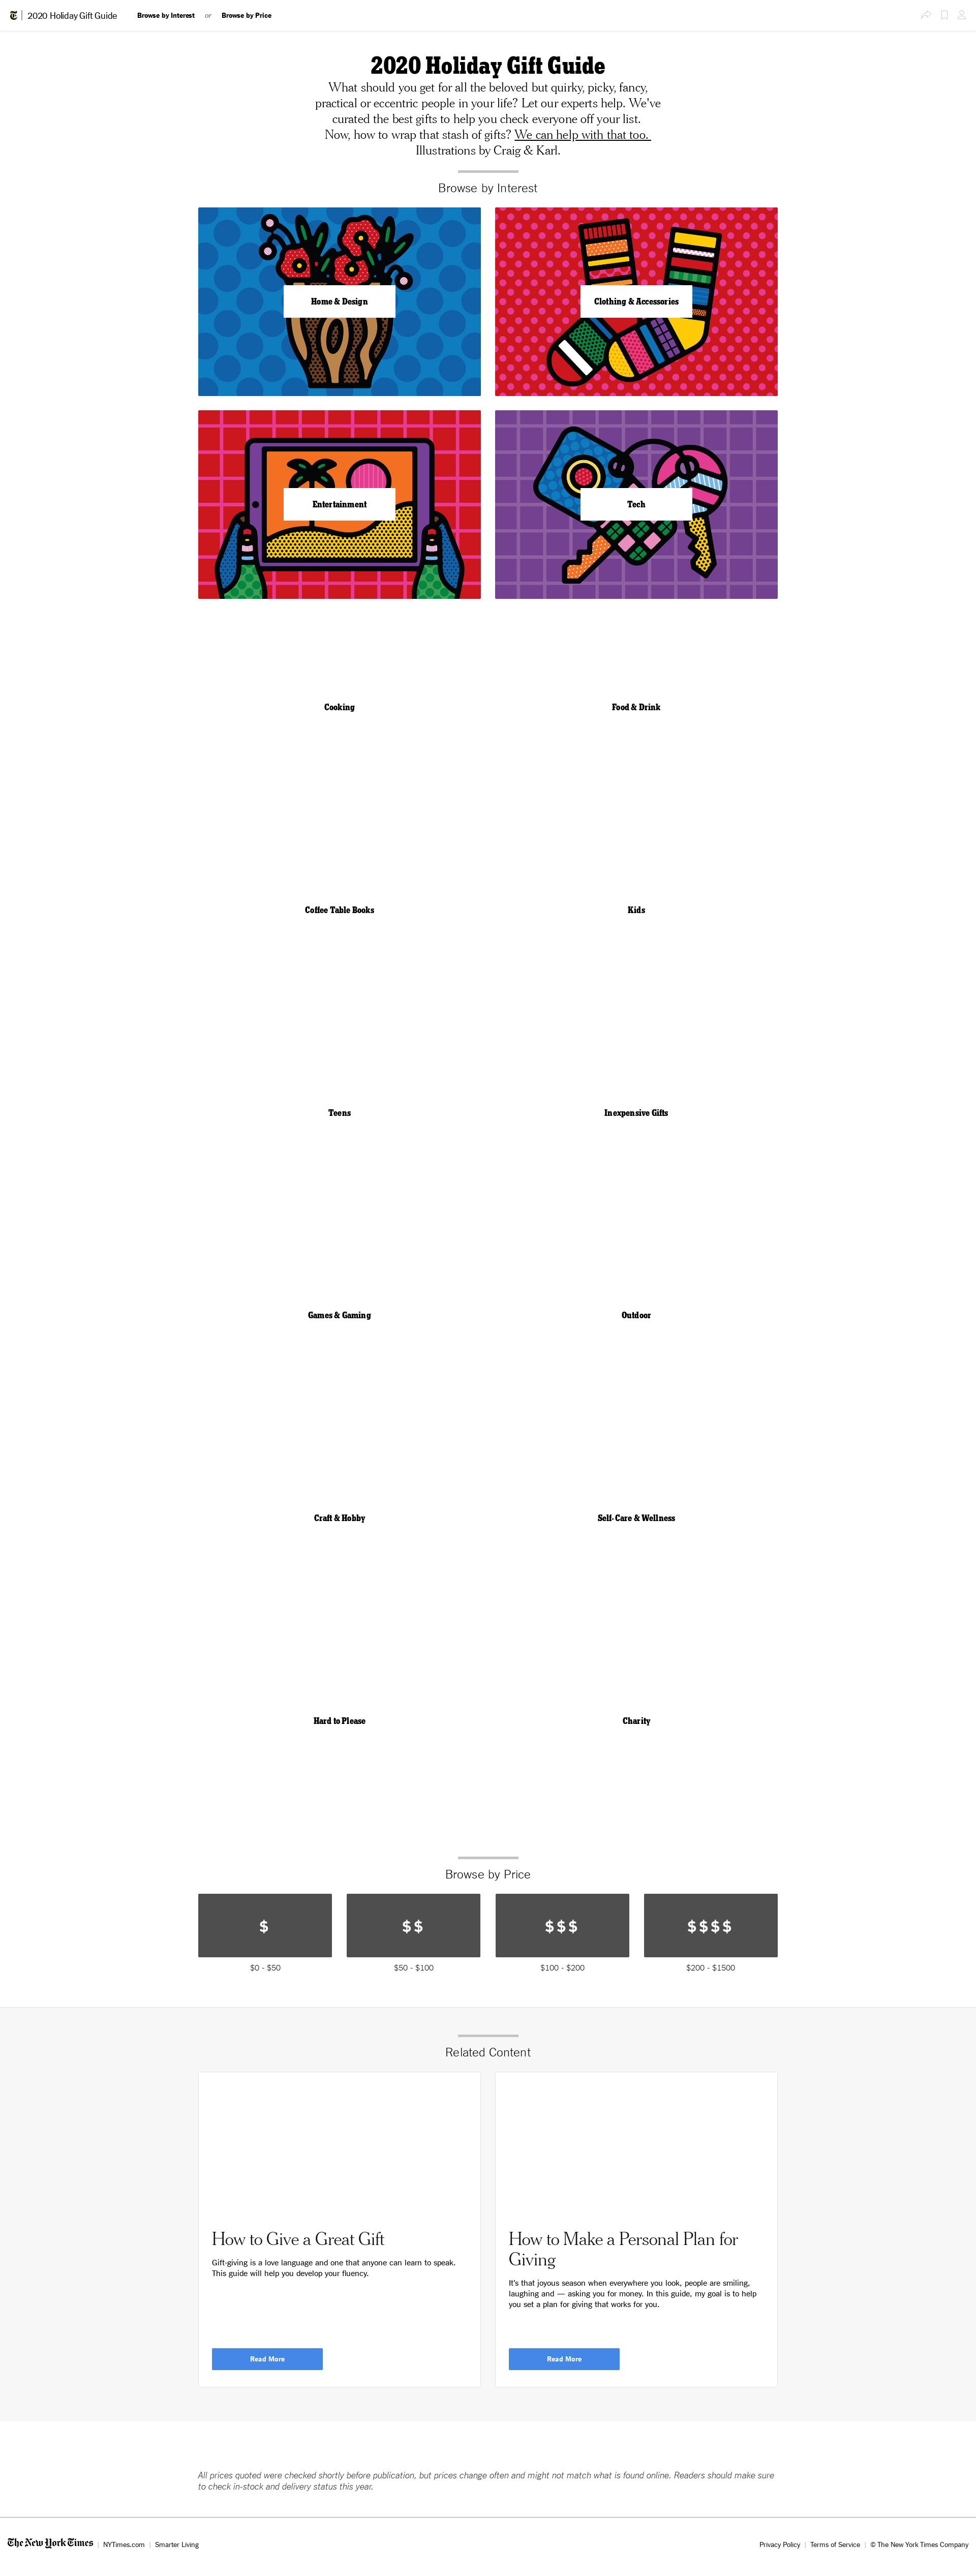 2020 Holiday Gift Guide
Browse by Interest or Browse by Price
2020 Holiday Gift Guide
What should you get for all the beloved but quirky, picky, fancy,
practical or eccentric people in your life? Let our experts help. We've
curated the best gifts to help you check everyone off your list.
Now, how to wrap that stash of gifts? We can help with that too.
Illustrations by Craig & Karl.
Browse by Interest
Home & Design
Clothing & Accessories
Entertainment
Tech
Cooking
Food & Drink
Coffee Table Books
Kids
Teens
Inexpensive Gifts
Games & Gaming
Outdoor
Craft & Hobby
Self-Care & Wellness
Hard to Please
Charity
Browse by Price
$
$$
$$$
$$$$
$0 - $50
$50 - $100
$100 - $200
$200 - $1500
Related Content
How to Give a Great Gift
Gift-giving is a love language and one that anyone can learn to speak.
This guide will help you develop your fluency.
Read More
How to Make a Personal Plan for
Giving
It's that joyous season when everywhere you look, people are smiling,
laughing and — asking you for money. In this guide, my goal is to help
you set a plan for giving that works for you.
Read More
All prices quoted were checked shortly before publication, but prices change often and might not match what is found online. Readers should make sure
to check in-stock and delivery status this year.
The New York Times | NYTimes.com | Smarter Living
Privacy Policy | Terms of Service | © The New York Times Company